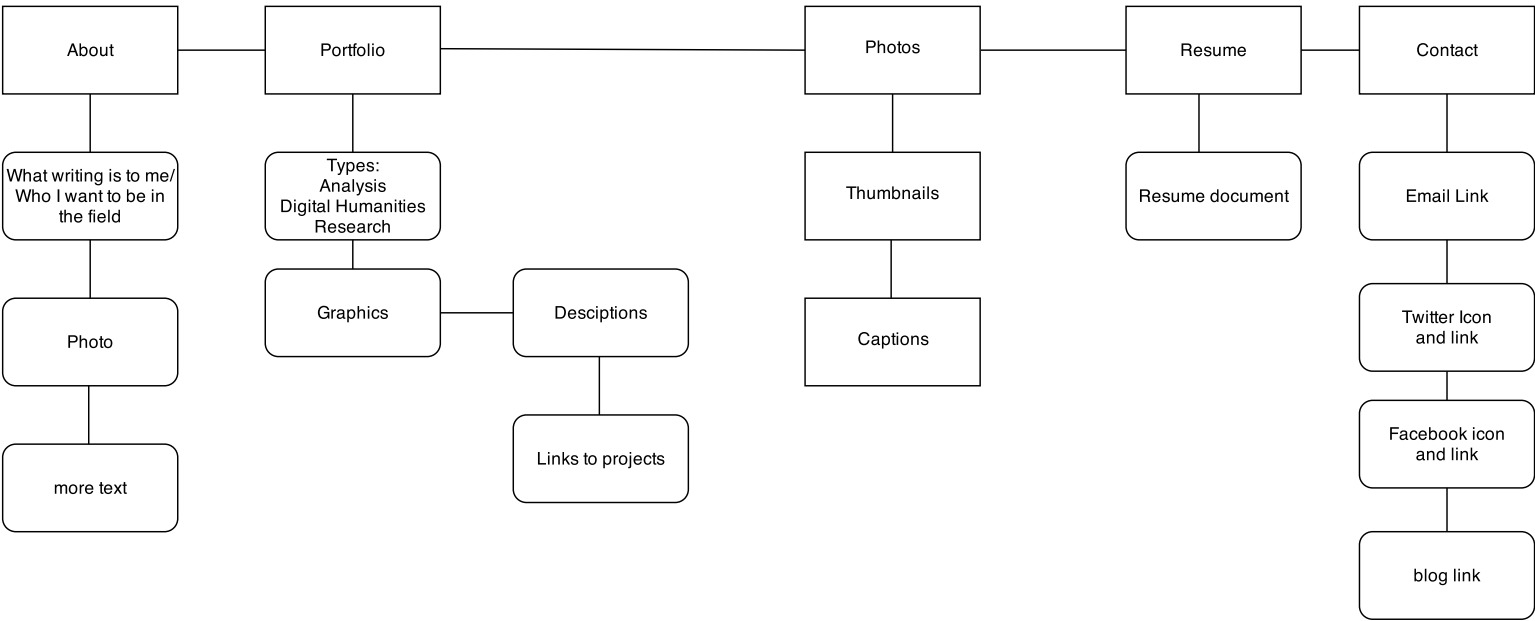 About
Portfolio
Photos
Resume
Contact
What writing is to me/
Who I want to be in
the field
Types:
Analysis
Digital Humanities
Research
Thumbnails
Resume document
Email Link
Photo
Graphics
Desciptions
Captions
Twitter Icon
and link
more text
Links to projects
Facebook icon
and link
blog link